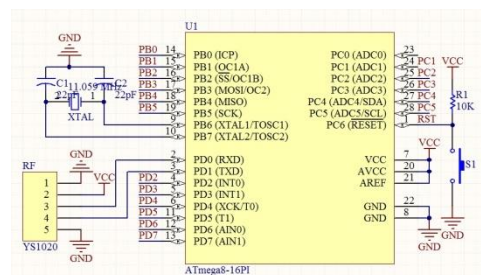 U1
GND
PB0 14 PB0 (ICP) PC0 (ADC0) 23
PB1 15 PB1 (OC1A) PC1 (ADC1) 24 PC1 VCC
PB2 16 PB2 (SS/OC1B) PC2 (ADC2) 25 PC2
PB3 17 PB3 (MOSI/OC2) PC3 (ADC3) 26 PC3
PB4 18 PB4 (MISO) PC4 (ADC4/SDA) 27 PC4
PB5 19 PB5 (SCK) PC5 (ADC5/SCL) 28 PC5
9 PB6 (XTAL1/TOSC1) PC6 (RESET) 1 RST
10 PB7 (XTAL2/TOSC2)
C1 11.059 MHz C2
22pF 1 1 22pF
XTAL
R1
10K
S1
RF
GND
VCC
1
2
3
4
5
YS1020
GND
2 PD0 (RXD) VCC 7 VCC
3 PD1 (TXD) AVCC 20
PD2 4 PD2 (INT0) AREF 21
PD3 5 PD3 (INT1)
PD4 6 PD4 (XCK/T0) GND 22
PD5 11 PD5 (T1) GND 8
PD6 12 PD6 (AIN0)
PD7 13 PD7 (AIN1)
GND
GND
ATmega8-16PI